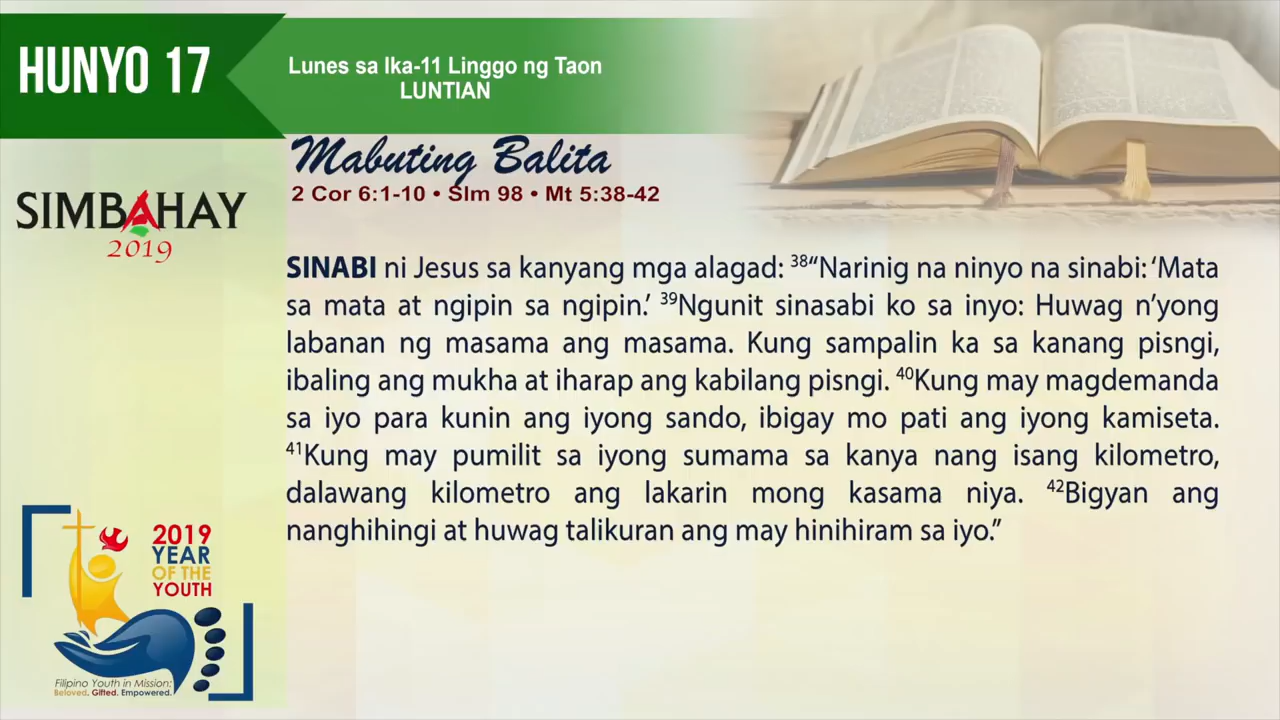 HUNYO 17
Lunes sa Ika-11 Linggo ng Taon
LUNTIAN
Mabuting Balita
2 Cor 6:1-10 • Slm 98 • Mt 5:38-42
SIMBAHAY
2019
SINABI ni Jesus sa kanyang mga alagad: ³⁸“Narinig na ninyo na sinabi: ‘Mata
sa mata at ngipin sa ngipin.’ ³⁹Ngunit sinasabi ko sa inyo: Huwag n’yong
labanan ng masama ang masama. Kung sampalin ka sa kanang pisngi,
ibaling ang mukha at iharap ang kabilang pisngi. ⁴⁰Kung may magdemanda
sa iyo para kunin ang iyong sando, ibigay mo pati ang iyong kamiseta.
⁴¹Kung may pumilit sa iyong sumama sa kanya nang isang kilometro,
dalawang kilometro ang lakarin mong kasama niya. ⁴²Bigyan ang
nanghihingi at huwag talikuran ang may hinihiram sa iyo.”
2019
YEAR
OF THE
YOUTH
Filipino Youth in Mission:
Beloved. Gifted. Empowered.